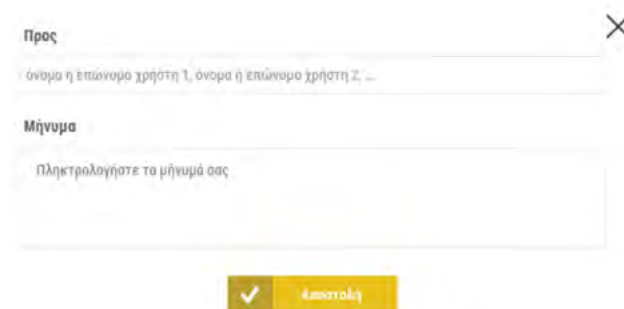 Προς
όνομα η επώνυμο χρήστη 1, όνομα ή επώνυμο χρήστη 2, ...
Μήνυμα
Πληκτρολογήστε το μήνυμά σας
Αποστολή